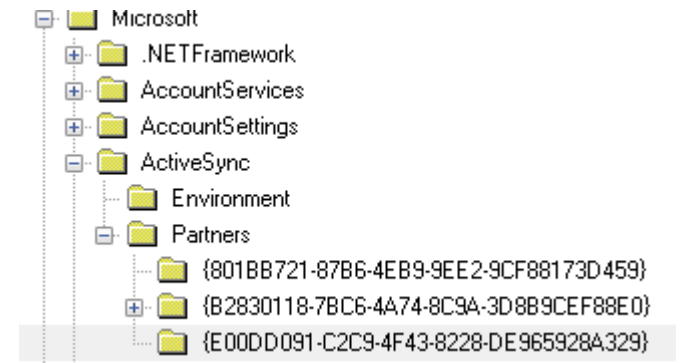 Microsoft
.NETFramework
AccountServices
AccountSettings
ActiveSync
Environment
Partners
{801BB721-87B6-4EB9-9EE2-9CF88173D459}
{B2830118-7BC6-4A74-8C9A-3D8B9CEF88E0}
{E00DD091-C2C9-4F43-8228-DE965928A329}